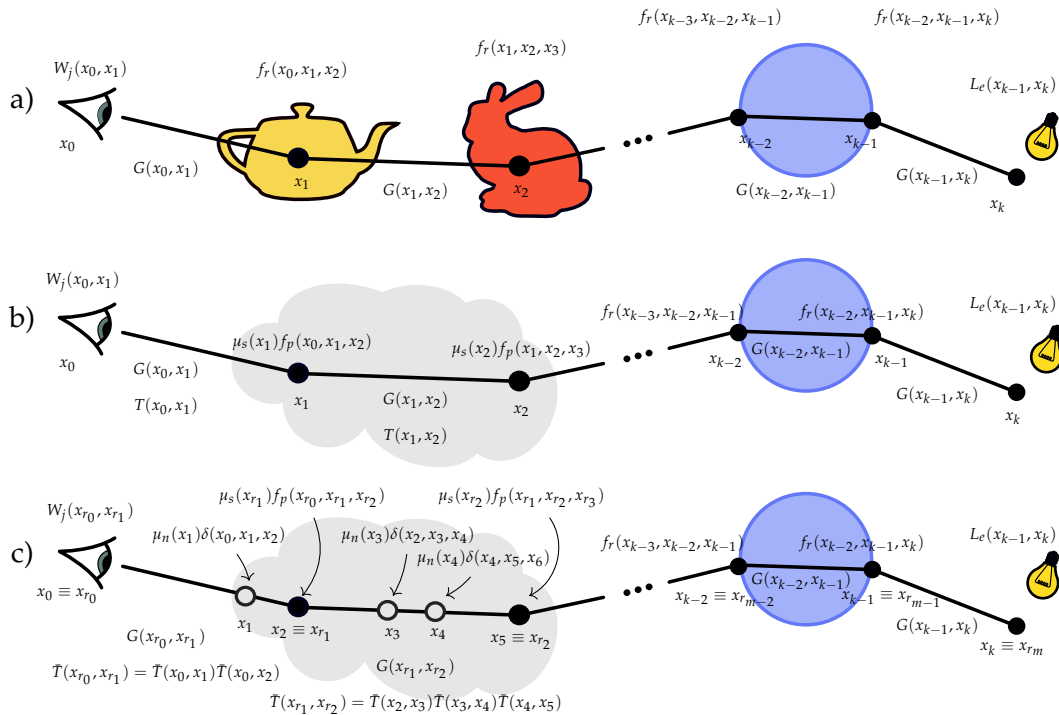 f_r(x_{k−3}, x_{k−2}, x_{k−1}) f_r(x_{k−2}, x_{k−1}, x_k)
W_j(x_0, x_1) f_r(x_0, x_1, x_2) f_r(x_1, x_2, x_3) L_e(x_{k−1}, x_k)
a)
x_0 x_1 x_2 ••• x_{k−2} x_{k−1} x_k
G(x_0, x_1) G(x_1, x_2) G(x_{k−2}, x_{k−1}) G(x_{k−1}, x_k)
W_j(x_0, x_1) L_e(x_{k−1}, x_k)
b)
f_r(x_{k−3}, x_{k−2}, x_{k−1}) f_r(x_{k−2}, x_{k−1}, x_k)
μ_s(x_1) f_p(x_0, x_1, x_2) μ_s(x_2) f_p(x_1, x_2, x_3)
x_0 x_1 x_2 ••• x_{k−2} x_{k−1} x_k
G(x_0, x_1) G(x_1, x_2) G(x_{k−2}, x_{k−1}) G(x_{k−1}, x_k)
T(x_0, x_1) T(x_1, x_2)
μ_s(x_{r_1}) f_p(x_{r_0}, x_{r_1}, x_{r_2}) μ_s(x_{r_2}) f_p(x_{r_1}, x_{r_2}, x_{r_3})
W_j(x_{r_0}, x_{r_1}) L_e(x_{k−1}, x_k)
μ_n(x_1)δ(x_0, x_1, x_2) μ_n(x_3)δ(x_2, x_3, x_4)
c)
μ_n(x_4)δ(x_4, x_5, x_6)
f_r(x_{k−3}, x_{k−2}, x_{k−1}) f_r(x_{k−2}, x_{k−1}, x_k)
x_0 ≡ x_{r_0} x_1 x_2 ≡ x_{r_1} x_3 x_4 x_5 ≡ x_{r_2} ••• x_{k−2} ≡ x_{r_{m−2}} x_{k−1} ≡ x_{r_{m−1}} x_k ≡ x_{r_m}
G(x_{r_0}, x_{r_1}) G(x_{r_1}, x_{r_2}) G(x_{k−2}, x_{k−1}) G(x_{k−1}, x_k)
T̄(x_{r_0}, x_{r_1}) = T̄(x_0, x_1)T̄(x_0, x_2)
T̄(x_{r_1}, x_{r_2}) = T̄(x_2, x_3)T̄(x_3, x_4)T̄(x_4, x_5)